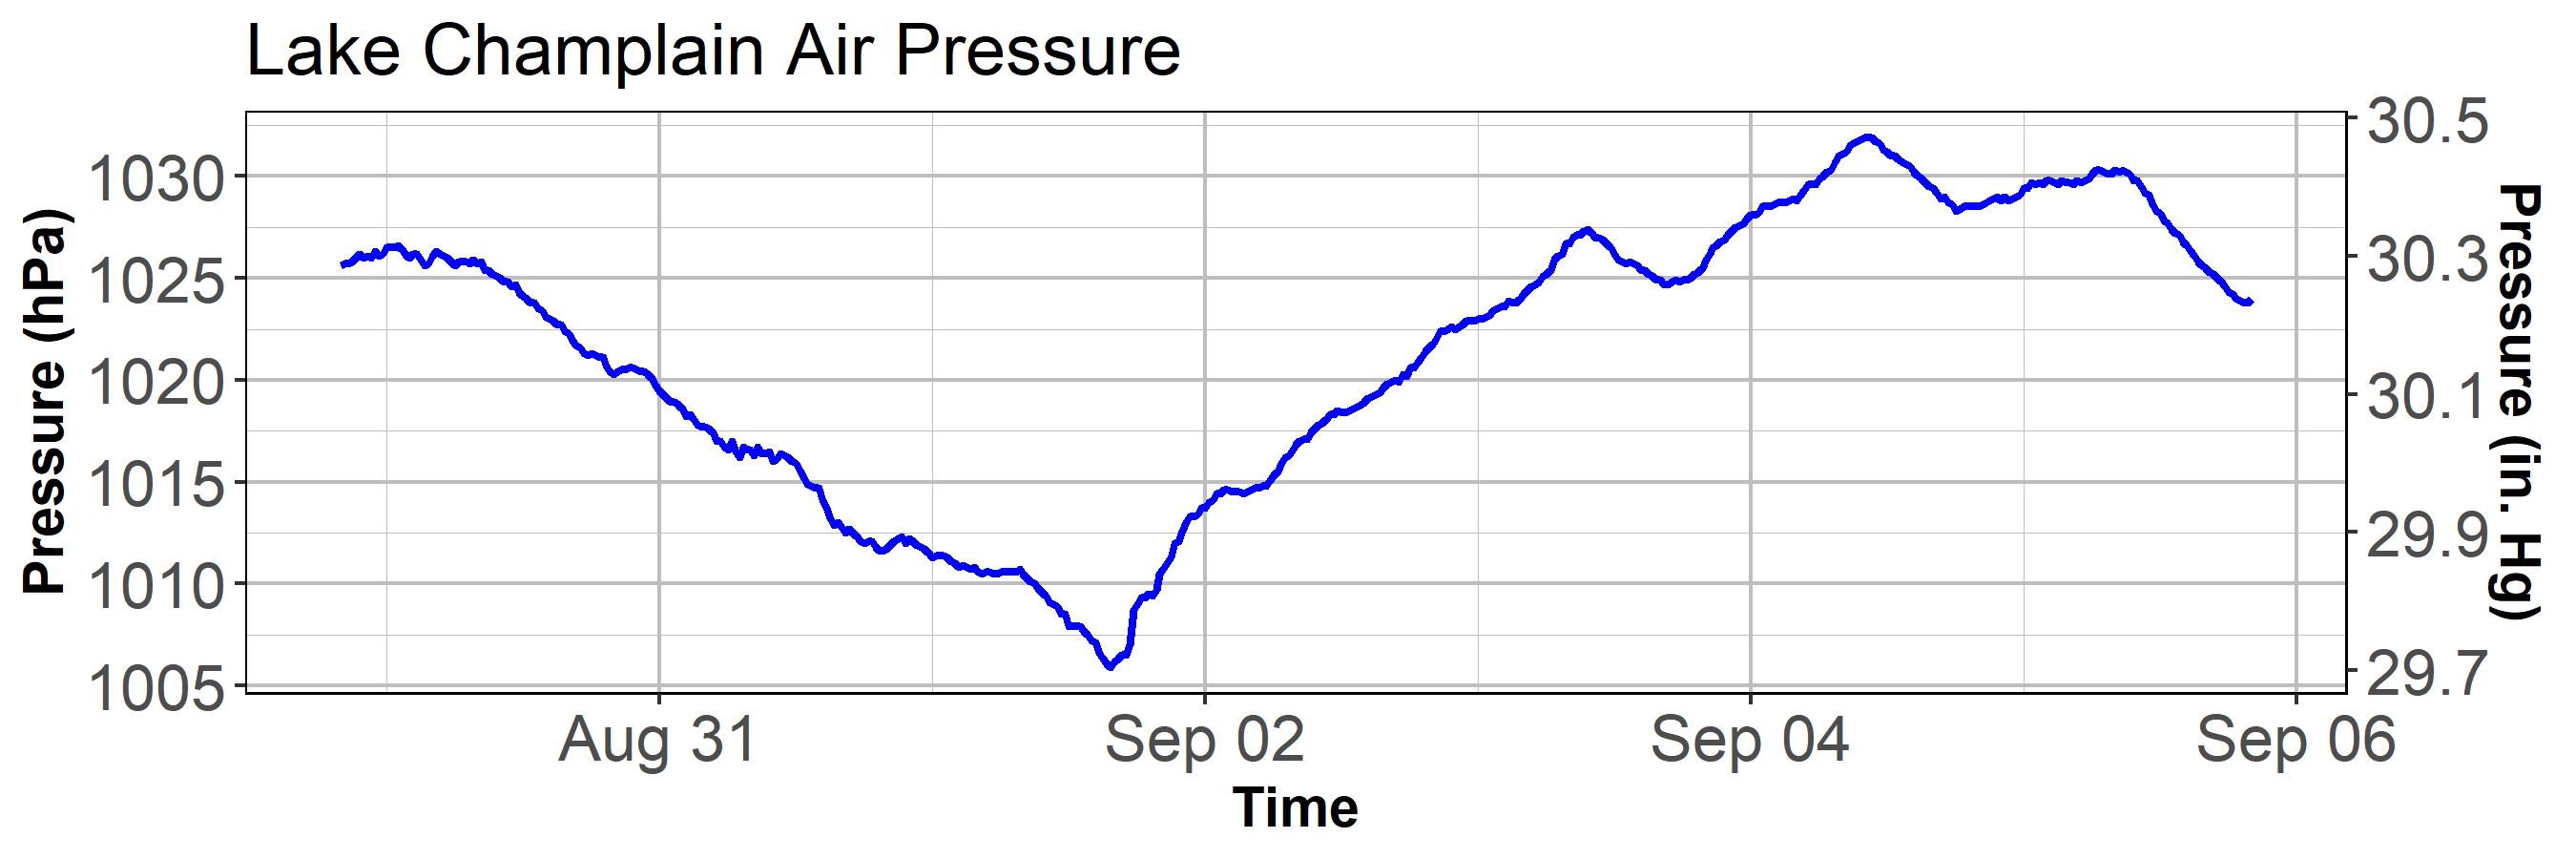 Lake Champlain Air Pressure
Pressure (hPa)
1030
1025
1020
1015
1010
1005
30.5
30.3
30.1
29.9
29.7
Pressure (in. Hg)
Aug 31
Sep 02
Sep 04
Sep 06
Time